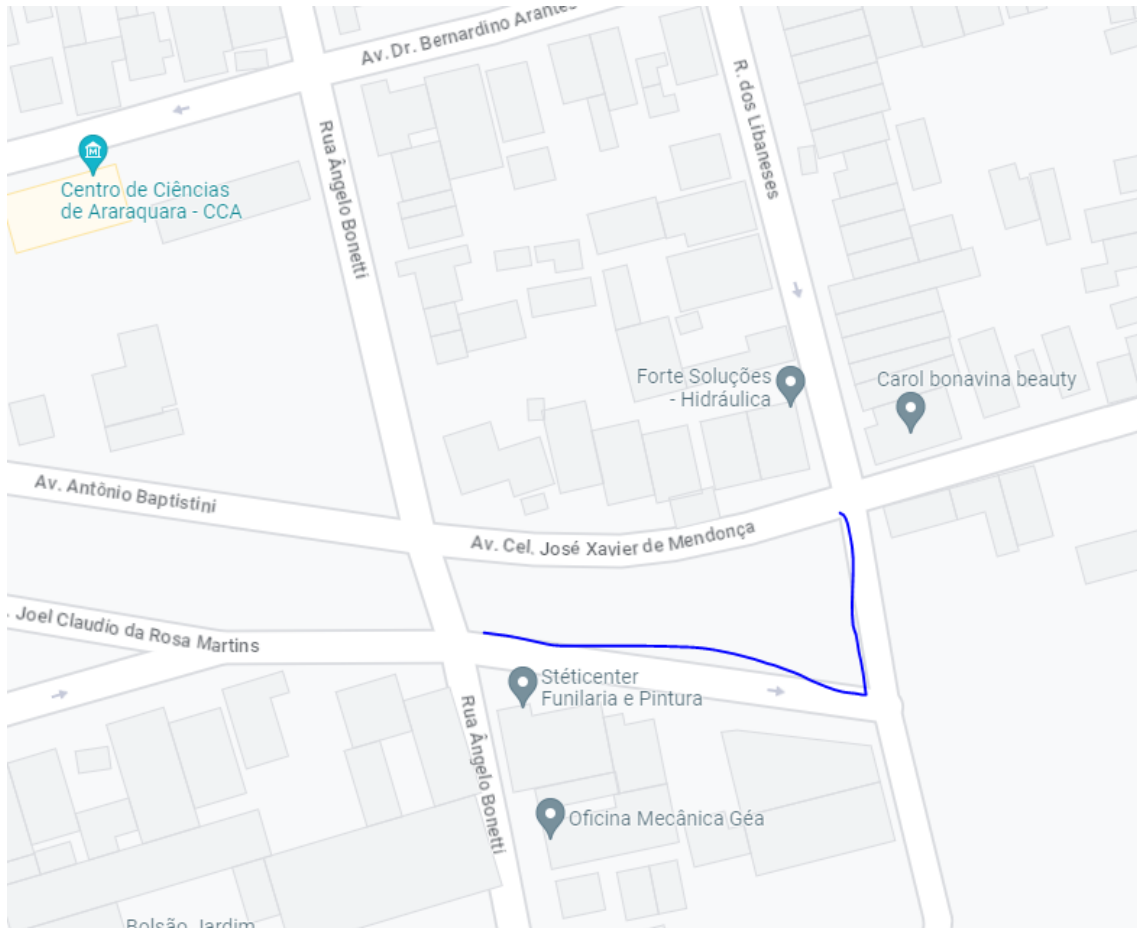 Av. Dr. Bernardino Arantes
R. dos Libaneses
Rua Ângelo Bonetti
Centro de Ciências
de Araraquara - CCA
Forte Soluções
- Hidráulica
Carol bonavina beauty
Av. Antônio Baptistini
Av. Cel. José Xavier de Mendonça
. Joel Claudio da Rosa Martins
Stéticenter
Funilaria e Pintura
Rua Ângelo Bonetti
Oficina Mecânica Géa
Bolsão Jardim